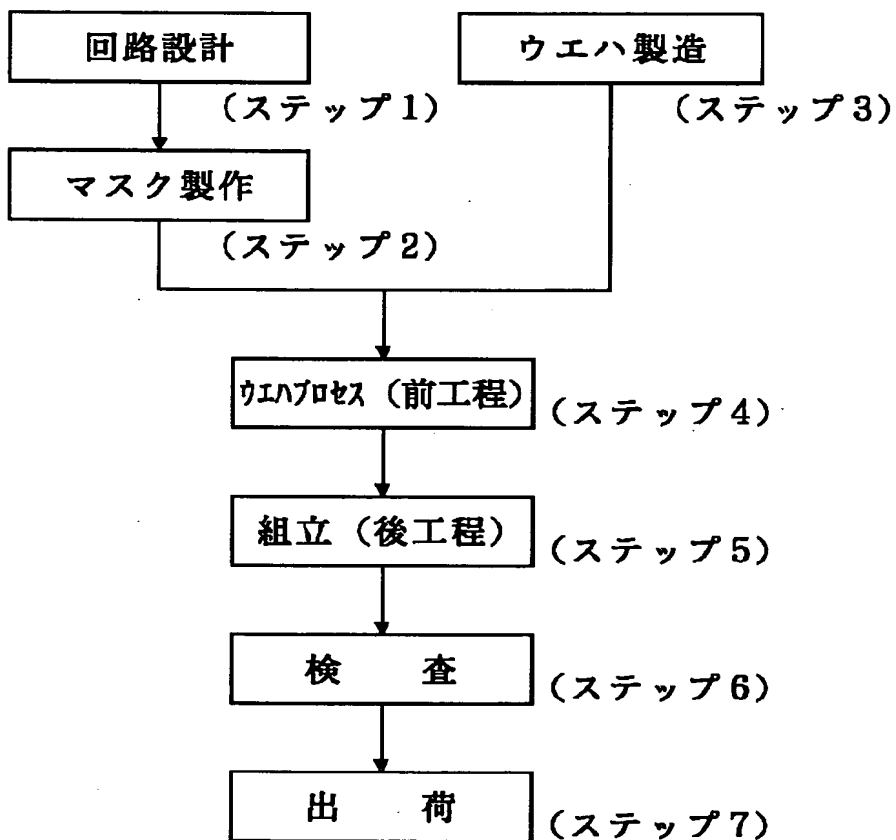 回路設計
ウエハ製造
(ステップ1)
(ステップ3)
マスク製作
(ステップ2)
ウエハプロセス (前工程)
(ステップ4)
組立 (後工程)
(ステップ5)
検 査
(ステップ6)
出 荷
(ステップ7)